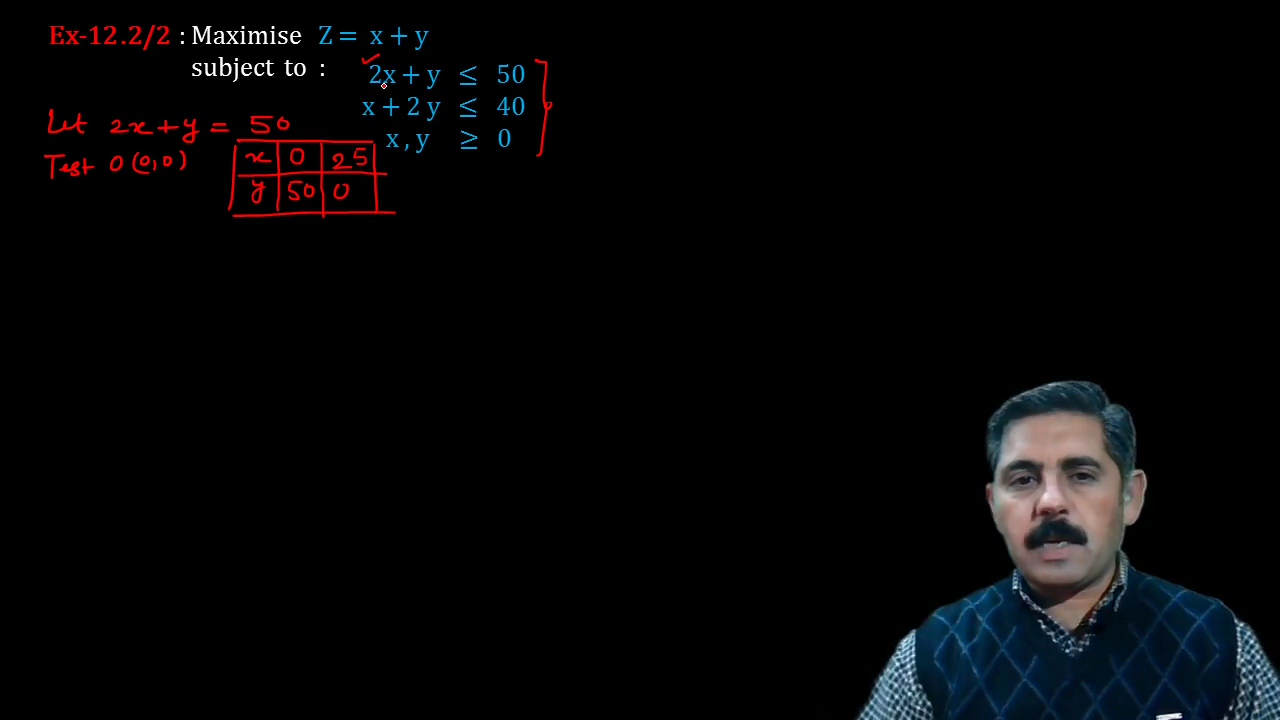 Ex-12.2/2 : Maximise Z = x + y
subject to : 2x + y ≤ 50
x + 2 y ≤ 40
x , y ≥ 0
Let 2x + y = 50
Test O (0,0)
x 0 25
y 50 0